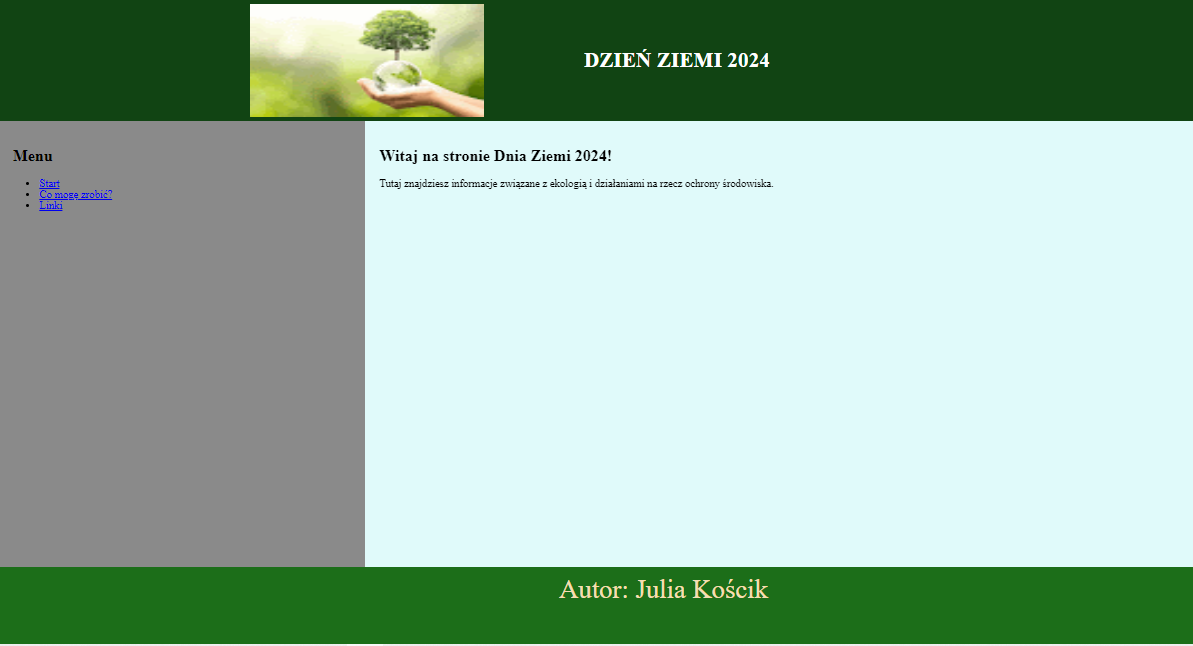 DZIEŃ ZIEMI 2024
Menu
Start
Co mogę zrobić?
Linki
Witaj na stronie Dnia Ziemi 2024!
Tutaj znajdziesz informacje związane z ekologią i działaniami na rzecz ochrony środowiska.
Autor: Julia Kościk